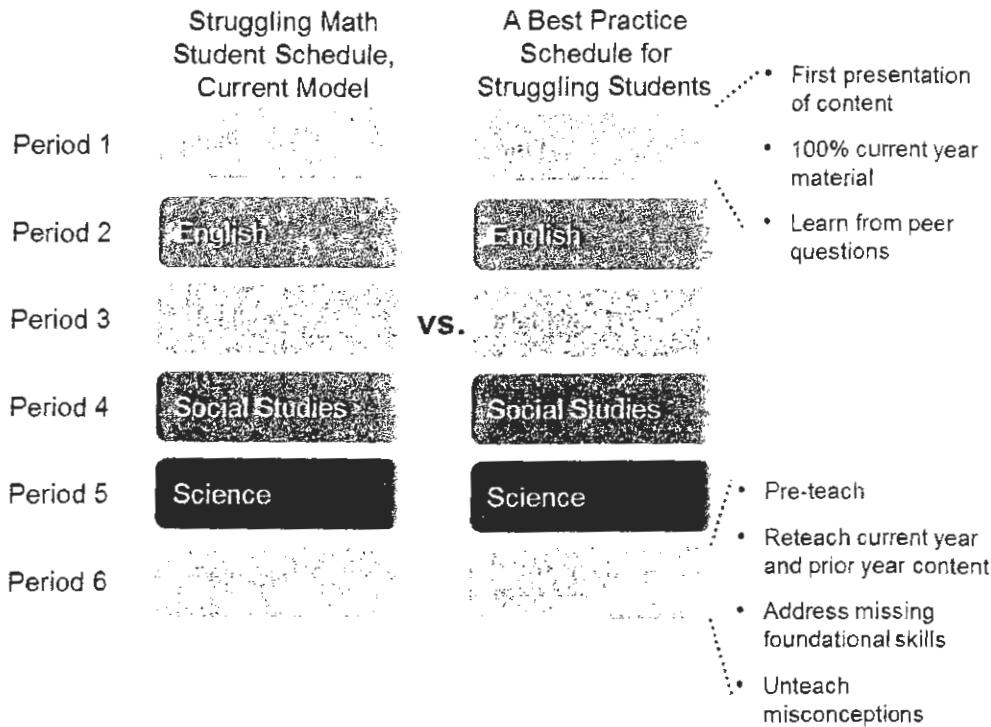 Struggling Math
Student Schedule,
Current Model
A Best Practice
Schedule for
Struggling Students
Period 1
• First presentation
of content
• 100% current year
material
• Learn from peer
questions
Period 2
English
English
Period 3
vs.
Period 4
Social Studies
Social Studies
Period 5
Science
Science
Period 6
• Pre-teach
• Reteach current year
and prior year content
• Address missing
foundational skills
• Unteach
misconceptions